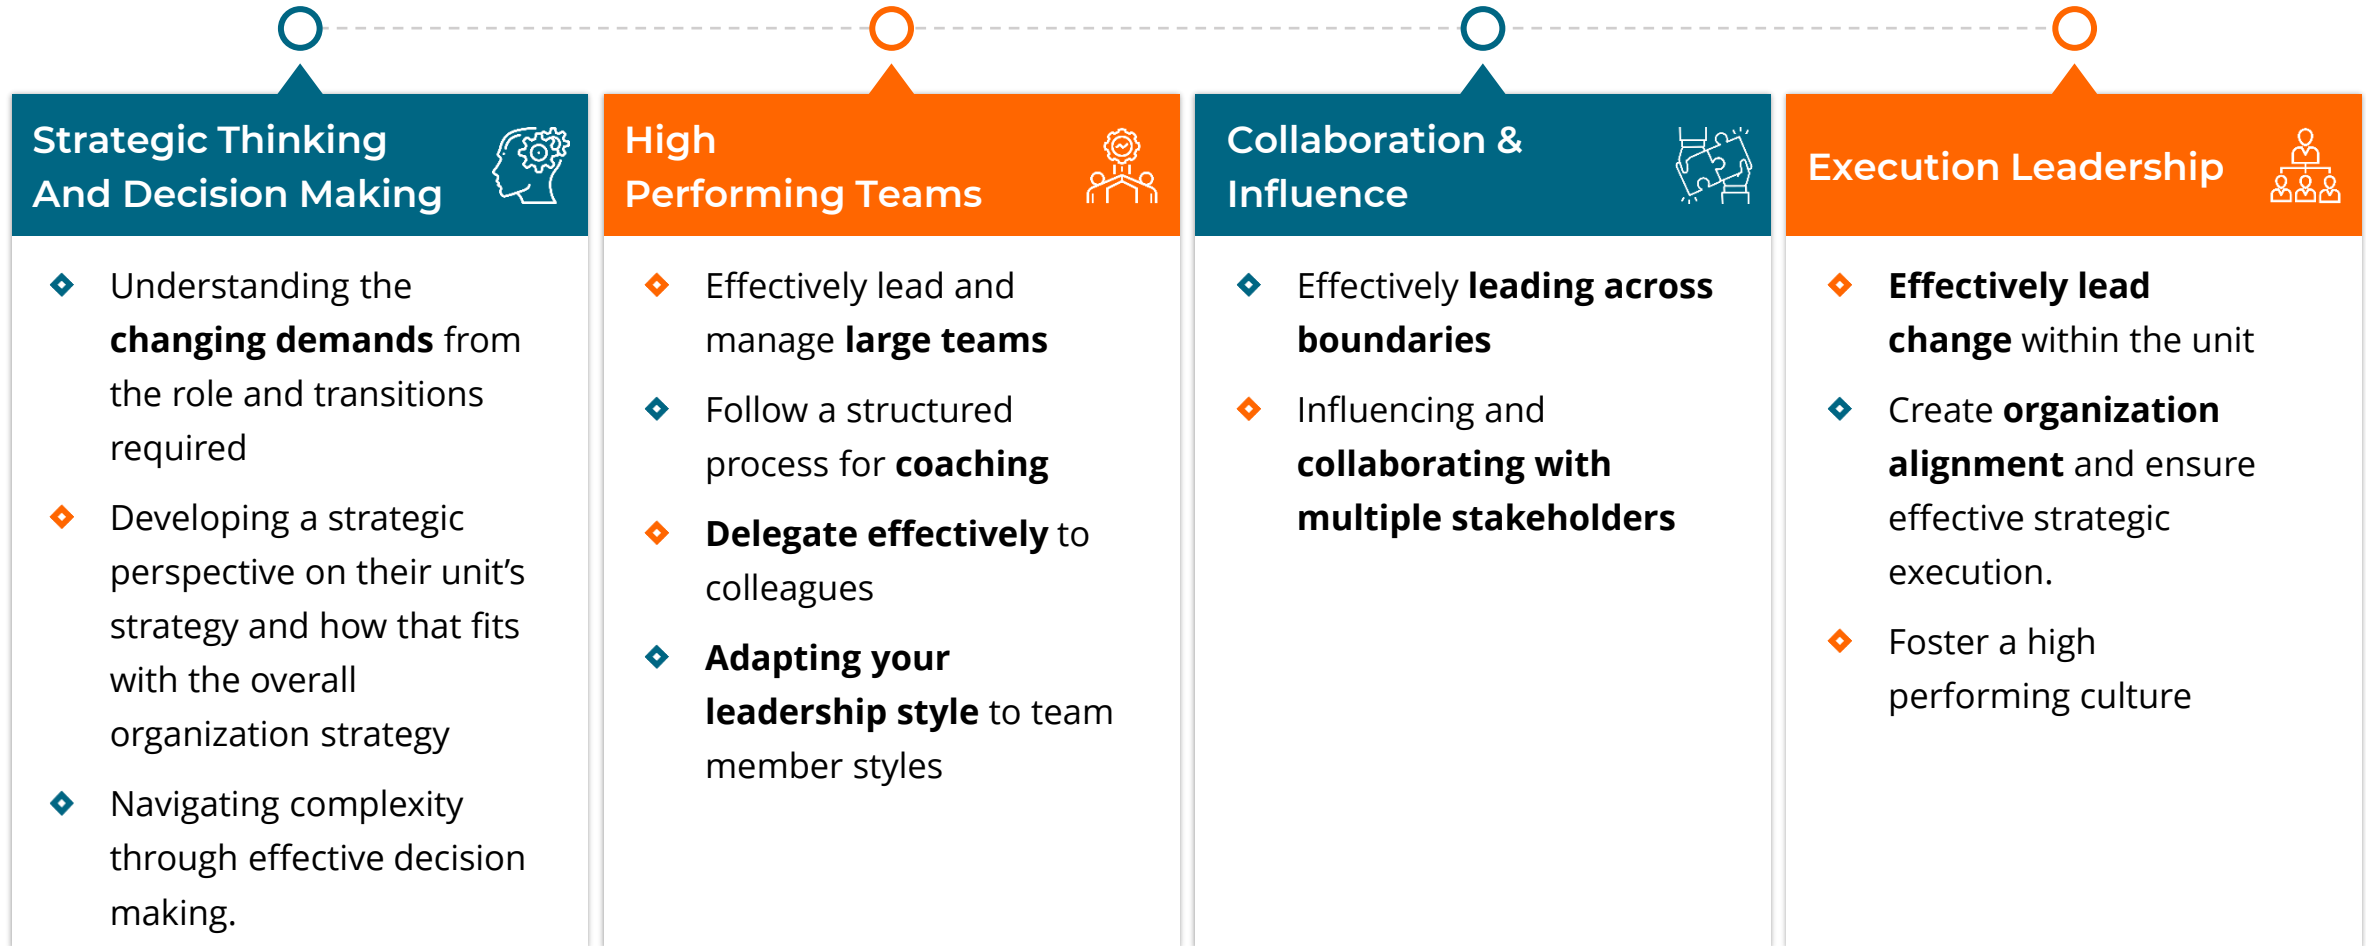 Strategic Thinking
And Decision Making
Understanding the
changing demands from
the role and transitions
required
Developing a strategic
perspective on their unit’s
strategy and how that fits
with the overall
organization strategy
Navigating complexity
through effective decision
making.
High
Performing Teams
Effectively lead and
manage large teams
Follow a structured
process for coaching
Delegate effectively to
colleagues
Adapting your
leadership style to team
member styles
Collaboration &
Influence
Effectively leading across
boundaries
Influencing and
collaborating with
multiple stakeholders
Execution Leadership
Effectively lead
change within the unit
Create organization
alignment and ensure
effective strategic
execution.
Foster a high
performing culture